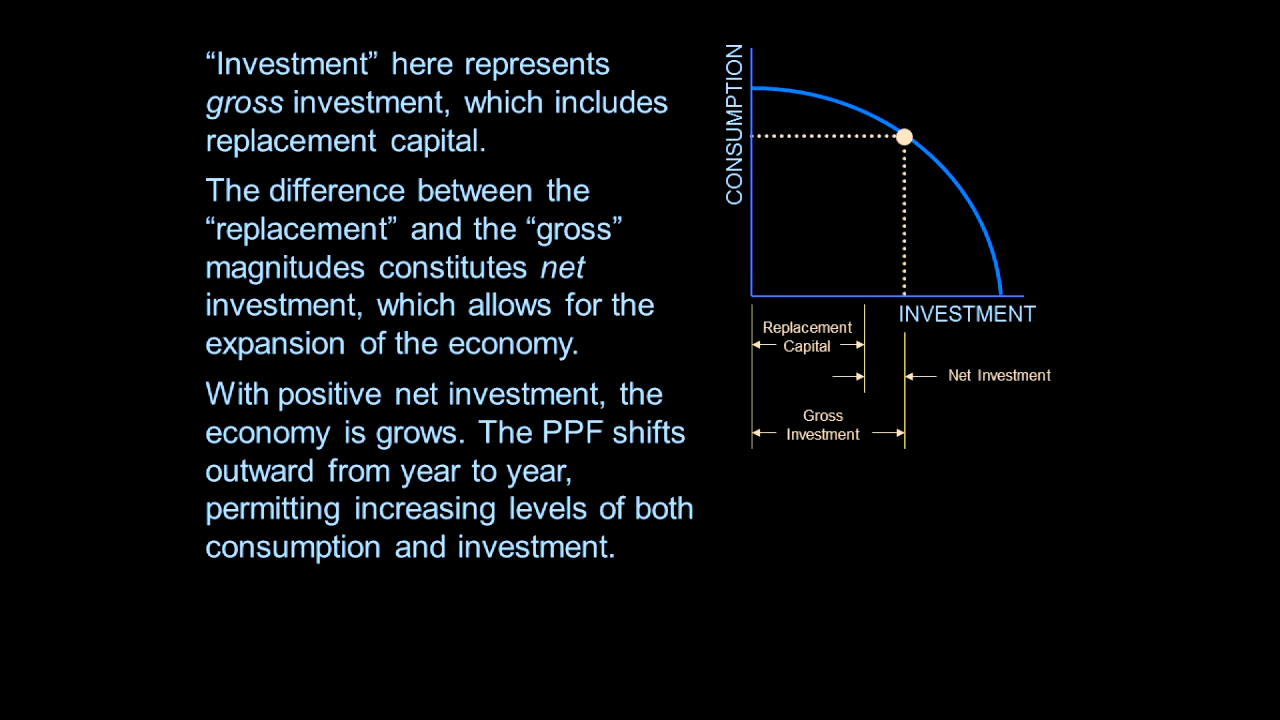 “Investment” here represents
gross investment, which includes
replacement capital.
The difference between the
“replacement” and the “gross”
magnitudes constitutes net
investment, which allows for the
expansion of the economy.
With positive net investment, the
economy is grows. The PPF shifts
outward from year to year,
permitting increasing levels of both
consumption and investment.
CONSUMPTION
INVESTMENT
Replacement
Capital
Net Investment
Gross
Investment